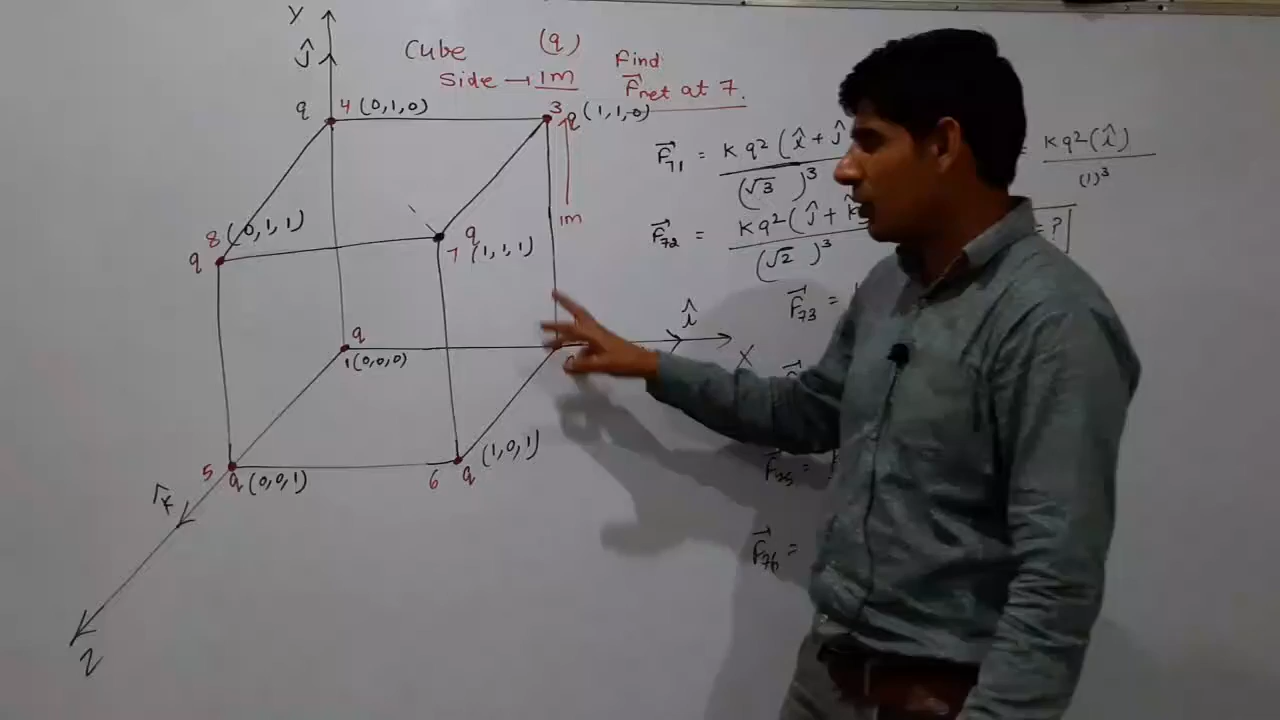 Y
ĵ
Cube (q) Find
Side → 1m F⃗net at 7.
q 4 (0,1,0) 3 q (1,1,0)
F⃗71 = Kq²(î + ĵ
(√3)³
= Kq²(î)
(1)³
1m
8 (0,1,1)
q
q
7 (1,1,1)
F⃗72 = Kq²(ĵ + k̂
(√2)³
= ?
F⃗73 =
î
X
q
1(0,0,0)
5 q (0,0,1)
6 q (1,0,1)
k̂
F⃗75 =
F⃗76 =
Z